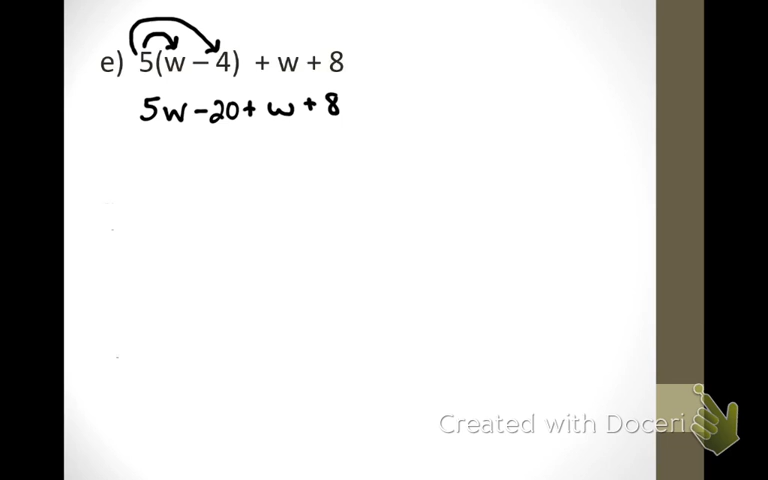 e) 5(w – 4) + w + 8
5w – 20 + w + 8
Created with Doceri